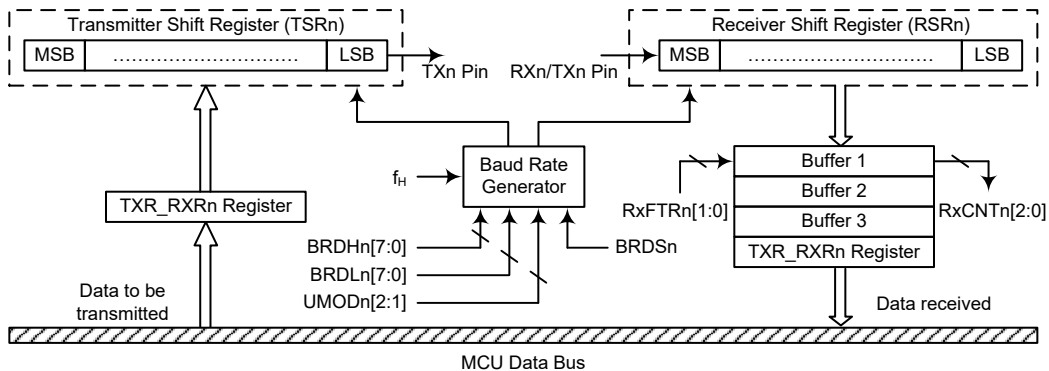 Transmitter Shift Register (TSRn)
MSB ............................... LSB
TXn Pin
RXn/TXn Pin
Receiver Shift Register (RSRn)
MSB ............................... LSB
Baud Rate
Generator
fH
TXR_RXRn Register
BRDHn[7:0]
BRDLn[7:0]
UMODn[2:1]
BRDSn
Buffer 1
Buffer 2
Buffer 3
TXR_RXRn Register
RxFTRn[1:0]
RxCNTn[2:0]
Data to be
transmitted
Data received
MCU Data Bus